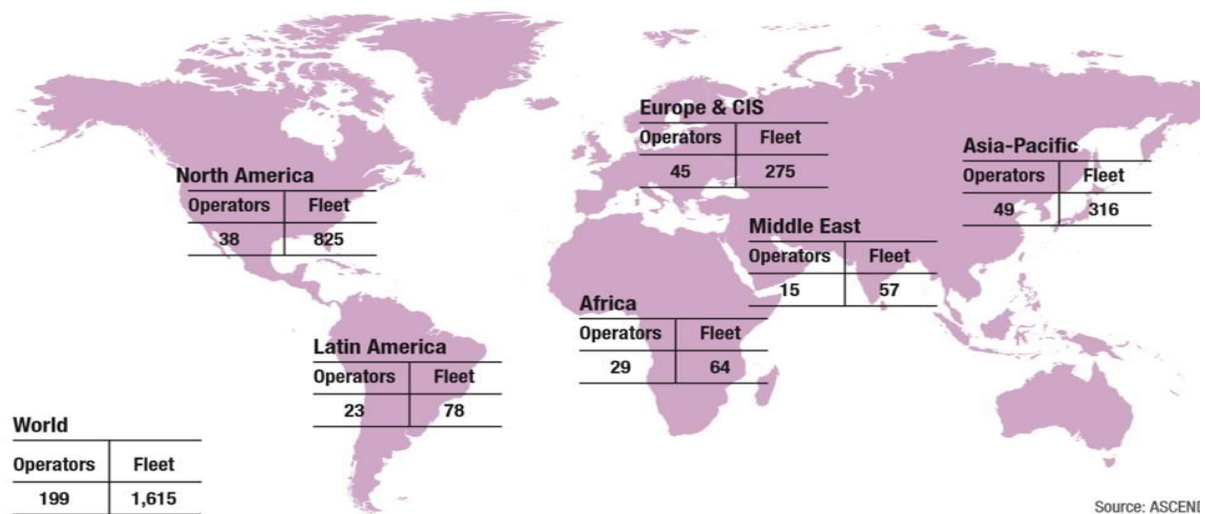 Europe & CIS
Operators Fleet
45 275
Asia-Pacific
Operators Fleet
49 316
North America
Operators Fleet
38 825
Middle East
Operators Fleet
15 57
Africa
Operators Fleet
29 64
Latin America
Operators Fleet
23 78
World
Operators Fleet
199 1,615
Source: ASCEND